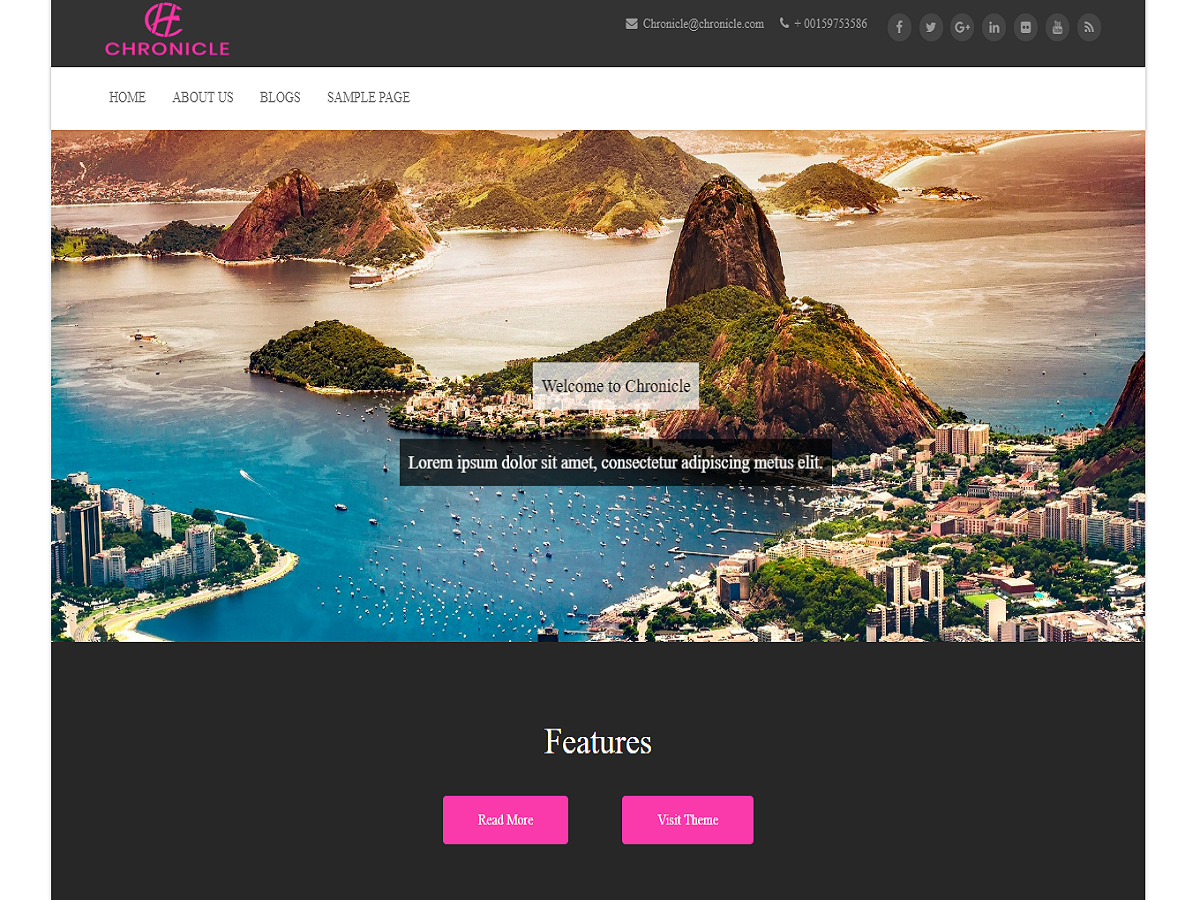 CHRONICLE
Chronicle@chronicle.com + 00159753586
HOME ABOUT US BLOGS SAMPLE PAGE
Welcome to Chronicle
Lorem ipsum dolor sit amet, consectetur adipiscing metus elit.
Features
Read More Visit Theme